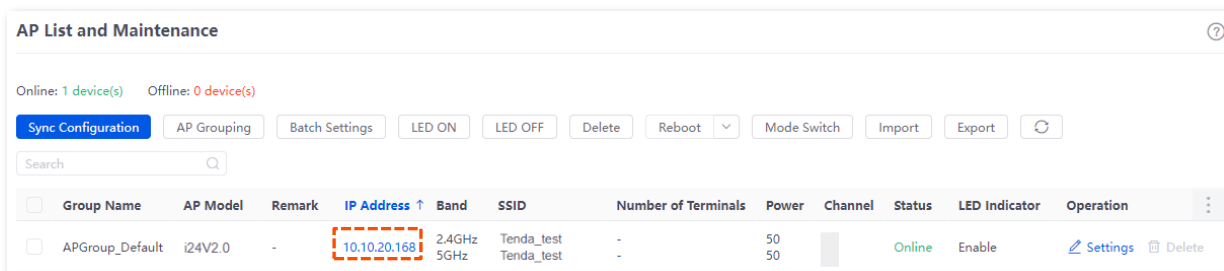 AP List and Maintenance
?
Online: 1 device(s) Offline: 0 device(s)
Sync Configuration AP Grouping Batch Settings LED ON LED OFF Delete Reboot Mode Switch Import Export
Search
Group Name AP Model Remark IP Address ↑ Band SSID Number of Terminals Power Channel Status LED Indicator Operation
APGroup_Default i24V2.0 - 10.10.20.168 2.4GHz Tenda_test - 50 Online Enable Settings Delete
5GHz Tenda_test - 50